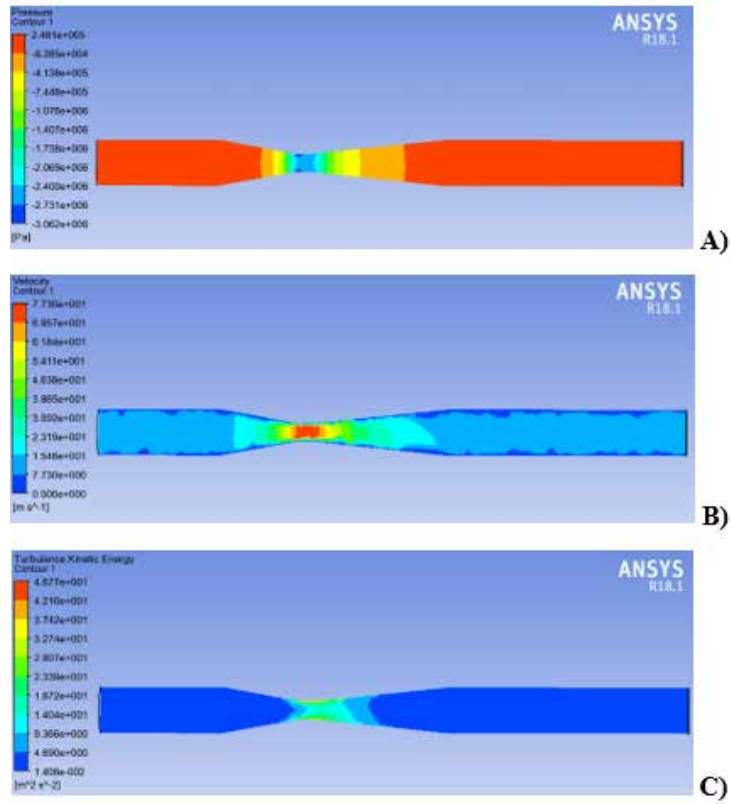 Pressure
Contour 1
2.481e+005
-8.285e+004
-4.138e+005
-7.448e+005
-1.076e+006
-1.407e+006
-1.738e+006
-2.069e+006
-2.400e+006
-2.731e+006
-3.062e+006
[Pa]
ANSYS
R18.1
A)
Velocity
Contour 1
7.730e+001
6.957e+001
6.184e+001
5.411e+001
4.638e+001
3.865e+001
3.092e+001
2.319e+001
1.546e+001
7.730e+000
0.000e+000
[m s^-1]
ANSYS
R18.1
B)
Turbulence Kinetic Energy
Contour 1
4.677e+001
4.210e+001
3.742e+001
3.274e+001
2.807e+001
2.339e+001
1.872e+001
1.404e+001
9.366e+000
4.690e+000
1.406e-002
[m^2 s^-2]
ANSYS
R18.1
C)